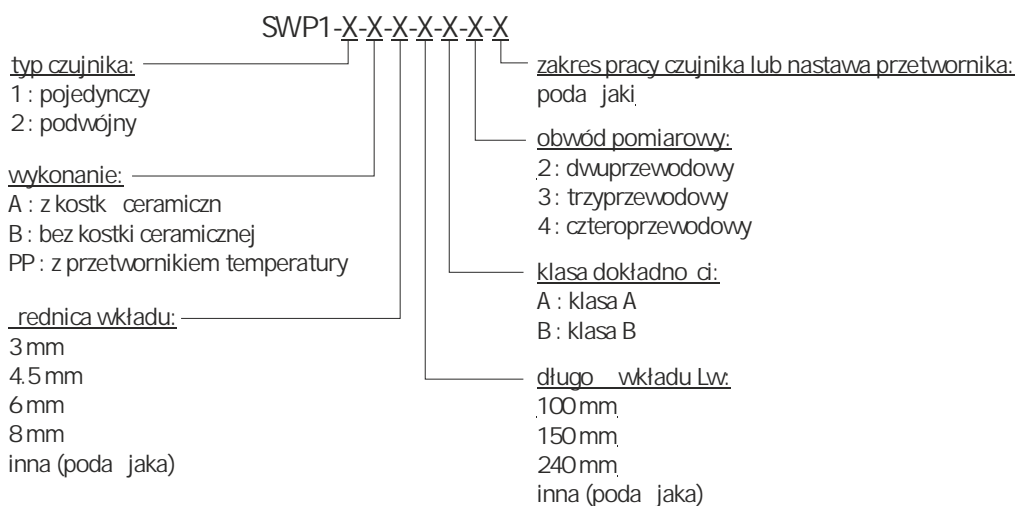 SWP1-X-X-X-X-X-X-X
typ czujnika:
1 : pojedynczy
2 : podwójny
wykonanie:
A : z kostk ceramiczn
B : bez kostki ceramicznej
PP : z przetwornikiem temperatury
rednica wkładu:
3 mm
4.5 mm
6 mm
8 mm
inna (poda jaka)
zakres pracy czujnika lub nastawa przetwornika:
poda jaki
obwód pomiarowy:
2 : dwuprzewodowy
3 : trzyprzewodowy
4 : czteroprzewodowy
klasa dokładno ci:
A : klasa A
B : klasa B
długo wkładu Lw:
100 mm
150 mm
240 mm
inna (poda jaka)